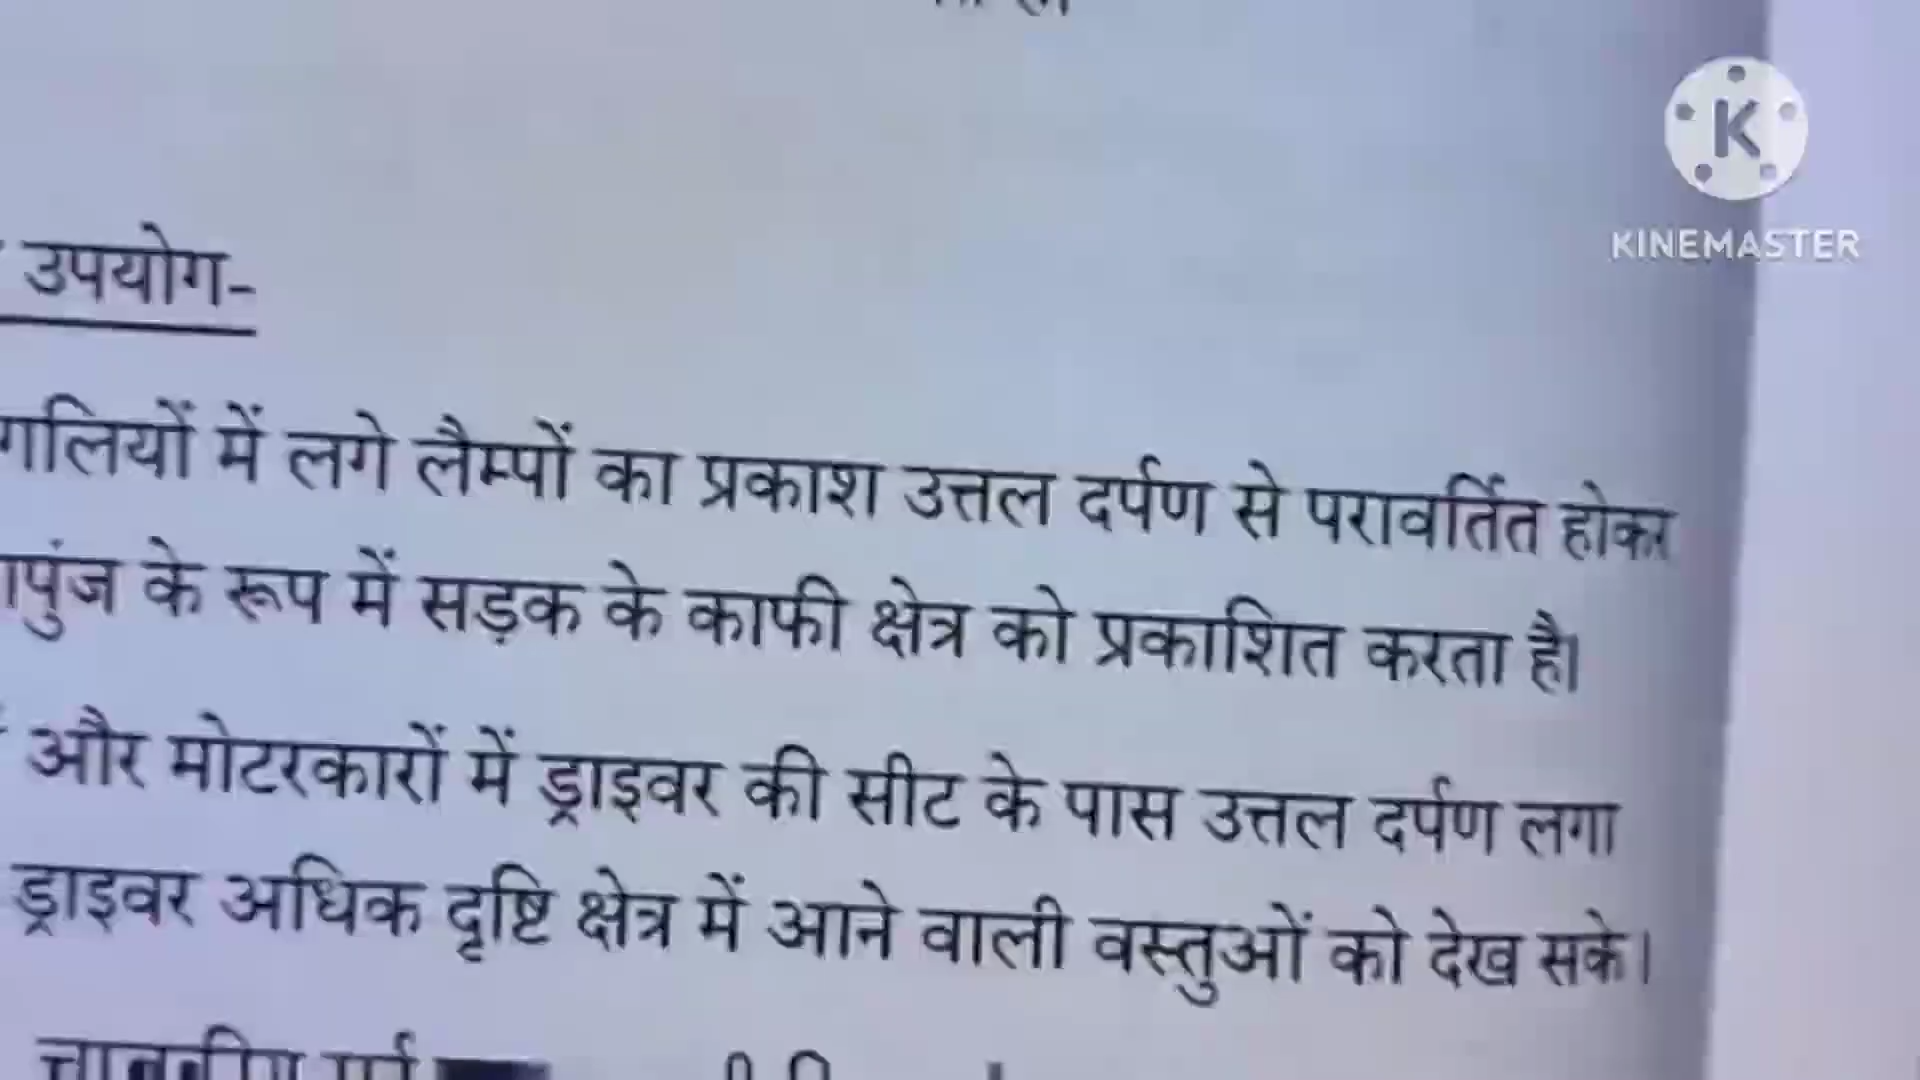 KINEMASTER
उपयोग-
गलियों में लगे लैम्पों का प्रकाश उत्तल दर्पण से परावर्तित होकर
के रूप में सड़क के काफी क्षेत्र को प्रकाशित करता है।
और मोटरकारों में ड्राइवर की सीट के पास उत्तल दर्पण लगा
ड्राइवर अधिक दृष्टि क्षेत्र में आने वाली वस्तुओं को देख सके।